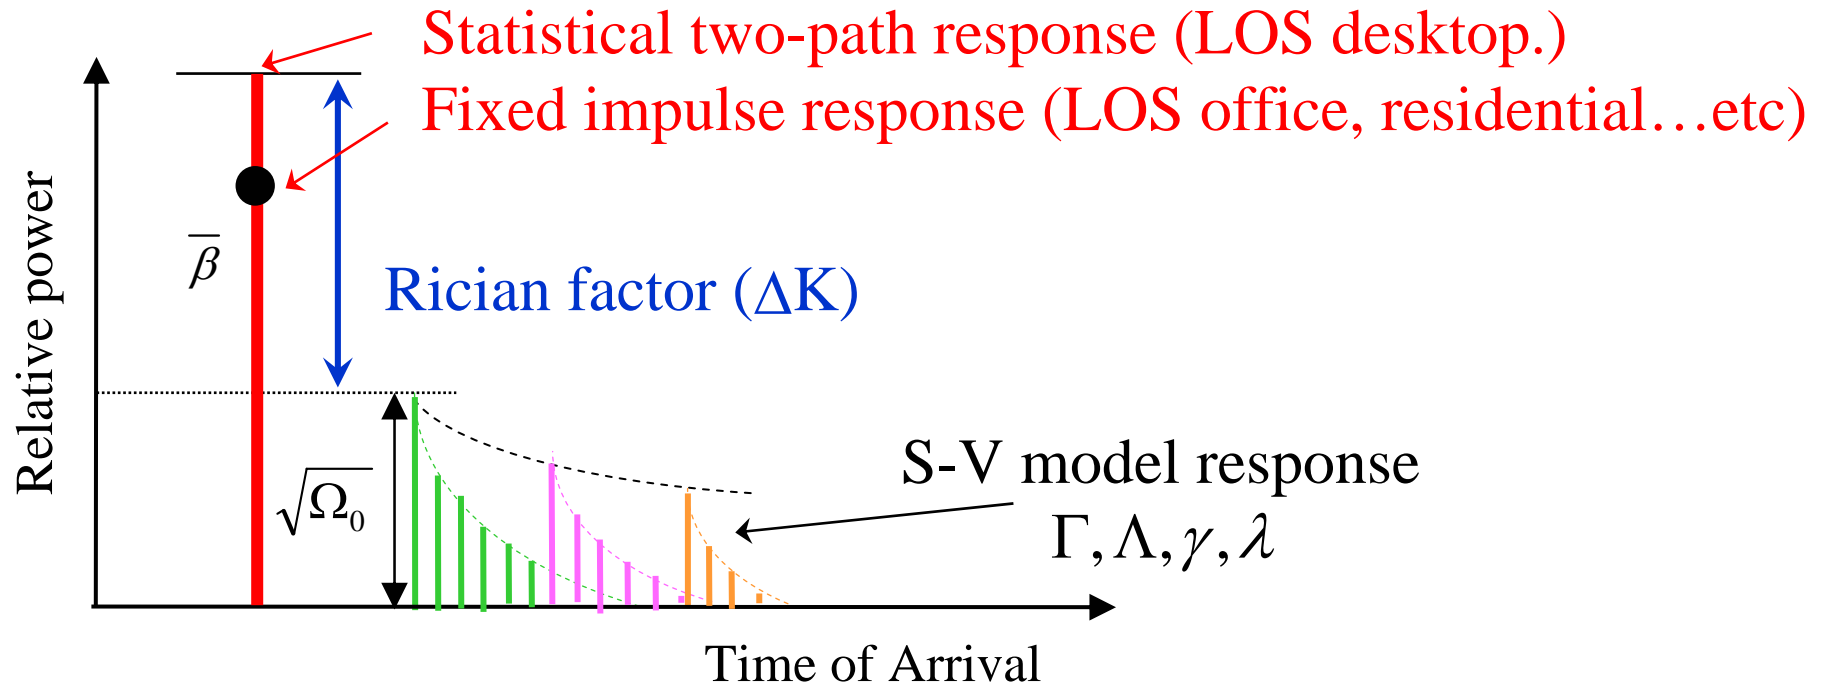 Statistical two-path response (LOS desktop.)
Fixed impulse response (LOS office, residential…etc)
Relative power
β̅
Rician factor (ΔK)
√Ω₀
S-V model response
Γ, Λ, γ, λ
Time of Arrival